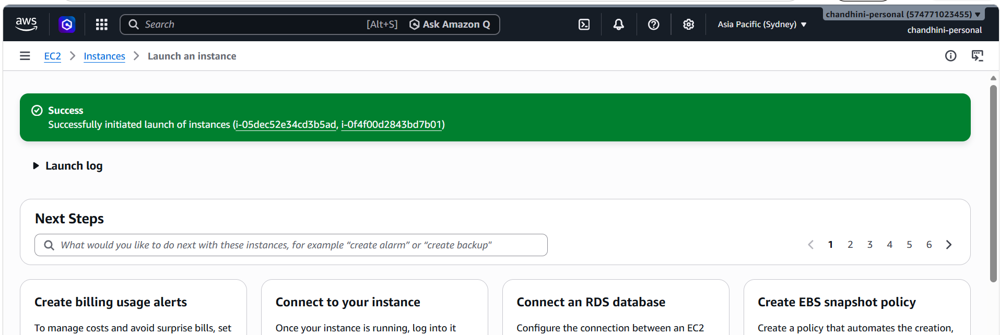 aws
Search [Alt+S] Ask Amazon Q
Asia Pacific (Sydney) ▼
chandhini-personal (574771023455) ▼
chandhini-personal
EC2 > Instances > Launch an instance
Success
Successfully initiated launch of instances (i-05dec52e34cd3b5ad, i-0f4f00d2843bd7b01)
Launch log
Next Steps
What would you like to do next with these instances, for example “create alarm” or “create backup"
1 2 3 4 5 6
Create billing usage alerts
To manage costs and avoid surprise bills, set
Connect to your instance
Once your instance is running, log into it
Connect an RDS database
Configure the connection between an EC2
Create EBS snapshot policy
Create a policy that automates the creation,